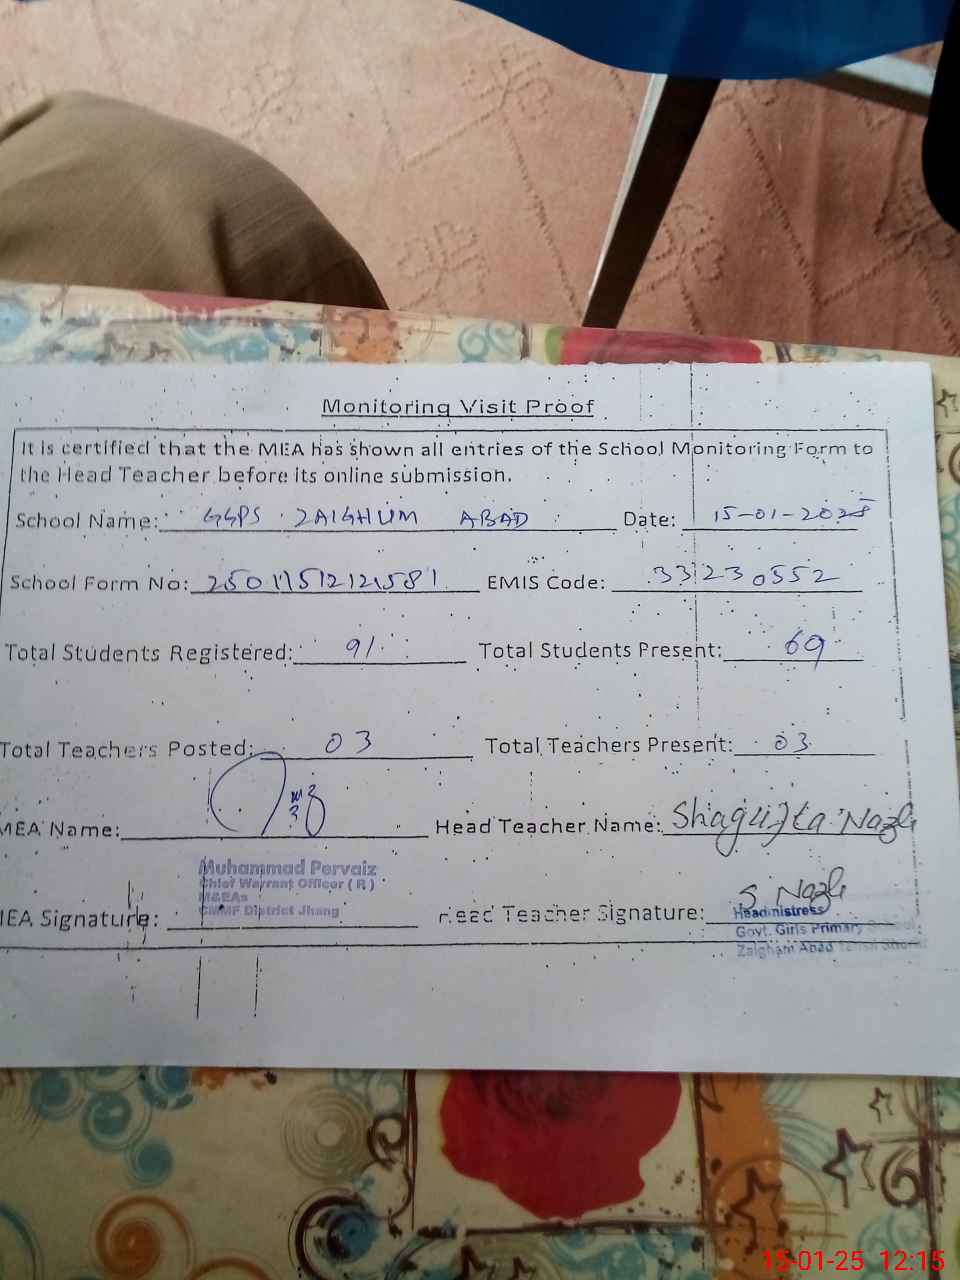 Monitoring Visit Proof
It is certified that the MEA has shown all entries of the School Monitoring Form to
the Head Teacher before its online submission.
School Name: GGPS ZAIGHUM ABAD Date: 15-01-2025
School Form No: 25011512121581 EMIS Code: 33230552
Total Students Registered: 91 Total Students Present: 69
Total Teachers Posted: 03 Total Teachers Present: 03
MEA Name: Head Teacher Name: Shagufta Nazli
Muhammad Pervaiz
Chief Warrant Officer (R)
M&EAs
CMMF District Jhang
MEA Signature: Head Teacher Signature: S. Nazli
Headmistress
Govt. Girls Primary School
Zaigham Abad
15-01-25 12:15